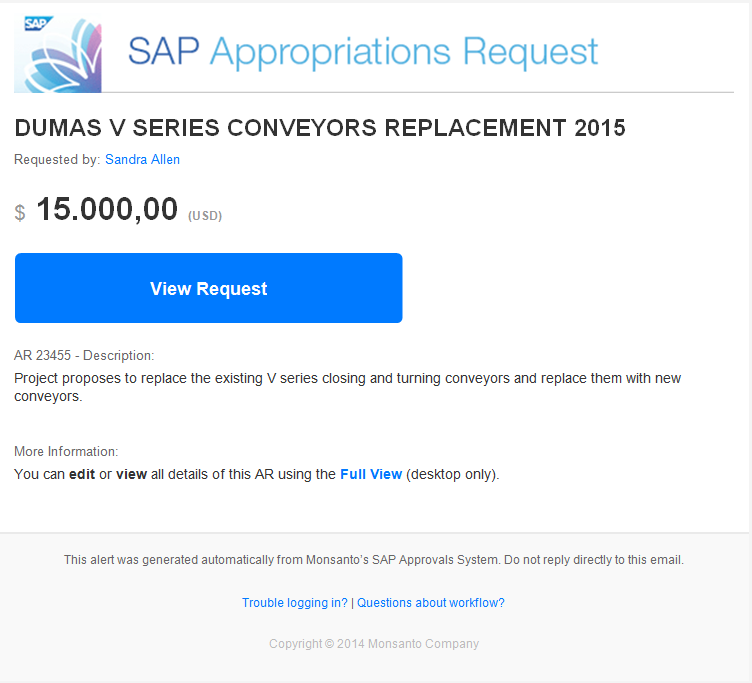 SAP
SAP Appropriations Request
DUMAS V SERIES CONVEYORS REPLACEMENT 2015
Requested by: Sandra Allen
$ 15.000,00 (USD)
View Request
AR 23455 - Description:
Project proposes to replace the existing V series closing and turning conveyors and replace them with new
conveyors.
More Information:
You can edit or view all details of this AR using the Full View (desktop only).
This alert was generated automatically from Monsanto's SAP Approvals System. Do not reply directly to this email.
Trouble logging in? | Questions about workflow?
Copyright © 2014 Monsanto Company